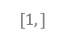 [1, ]